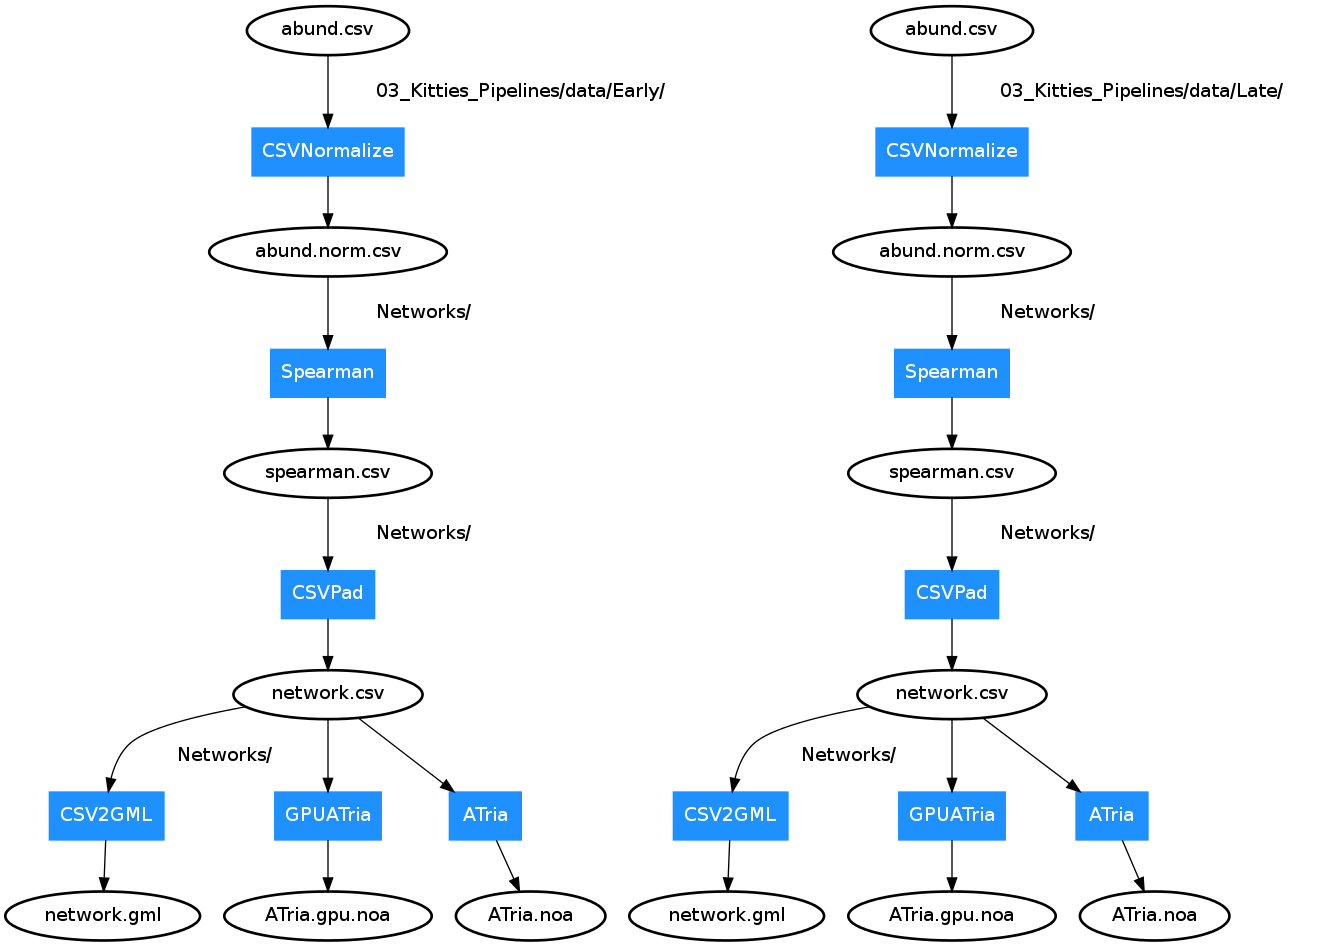 abund.csv
03_Kitties_Pipelines/data/Early/
CSVNormalize
abund.norm.csv
Networks/
Spearman
spearman.csv
Networks/
CSVPad
network.csv
Networks/
CSV2GML
GPUATria
ATria
network.gml
ATria.gpu.noa
ATria.noa
abund.csv
03_Kitties_Pipelines/data/Late/
CSVNormalize
abund.norm.csv
Networks/
Spearman
spearman.csv
Networks/
CSVPad
network.csv
Networks/
CSV2GML
GPUATria
ATria
network.gml
ATria.gpu.noa
ATria.noa